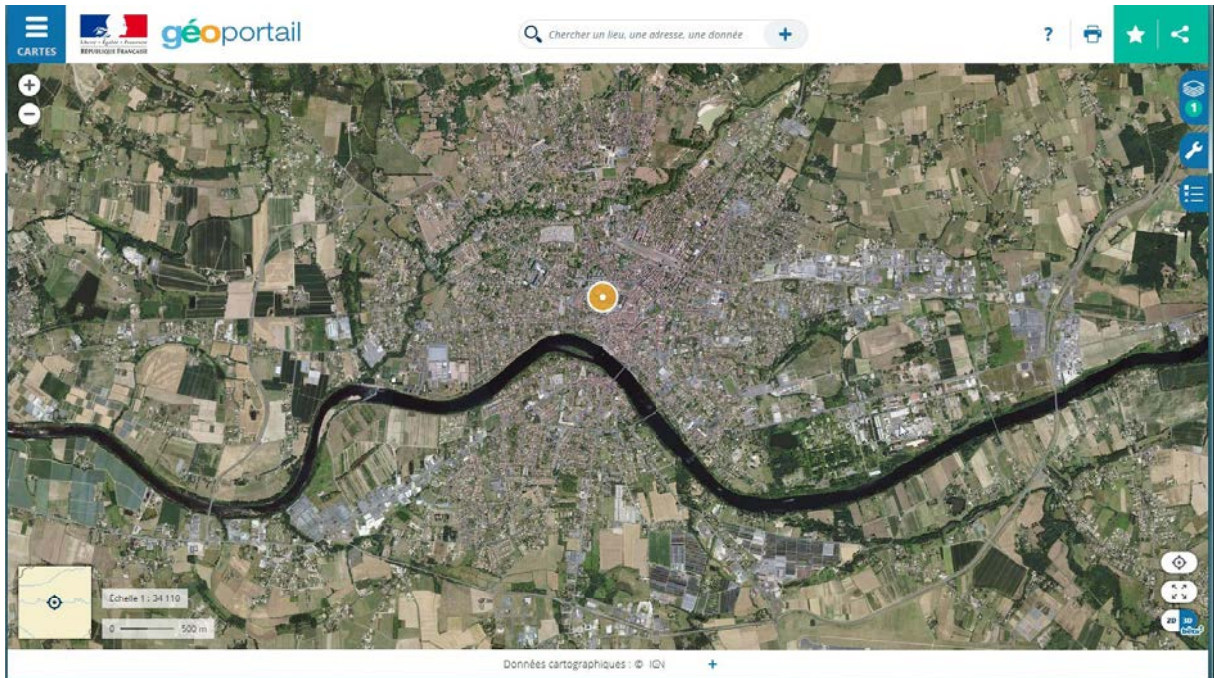 CARTES
Liberté • Égalité • Fraternité
RÉPUBLIQUE FRANÇAISE
géoportail
Chercher un lieu, une adresse, une donnée
+
?
+
−
1
Échelle 1 : 34 110
0
500 m
2D
3D
bêta
Données cartographiques : © IGN
+